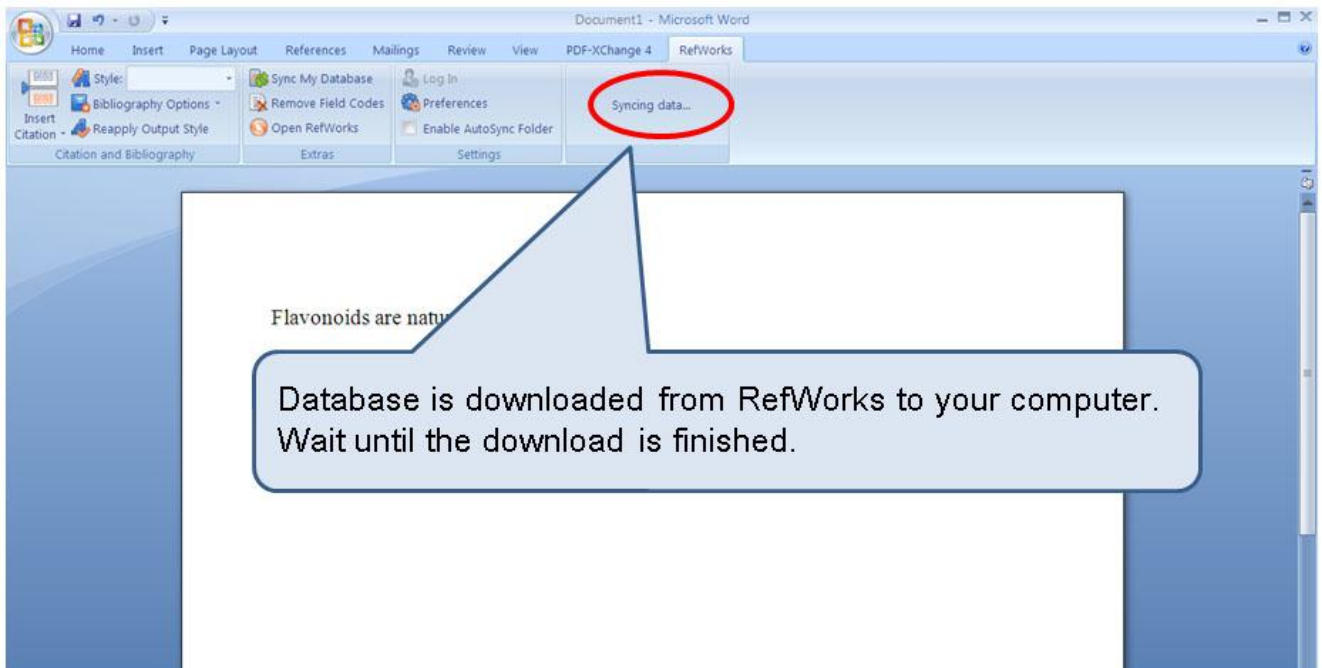 Document1 - Microsoft Word
Home Insert Page Layout References Mailings Review View PDF-XChange 4 RefWorks
Style:
Sync My Database
Log In
Bibliography Options
Remove Field Codes
Preferences
Syncing data...
Insert
Citation
Reapply Output Style
Open RefWorks
Enable AutoSync Folder
Citation and Bibliography
Extras
Settings
Flavonoids are natu
Database is downloaded from RefWorks to your computer.
Wait until the download is finished.